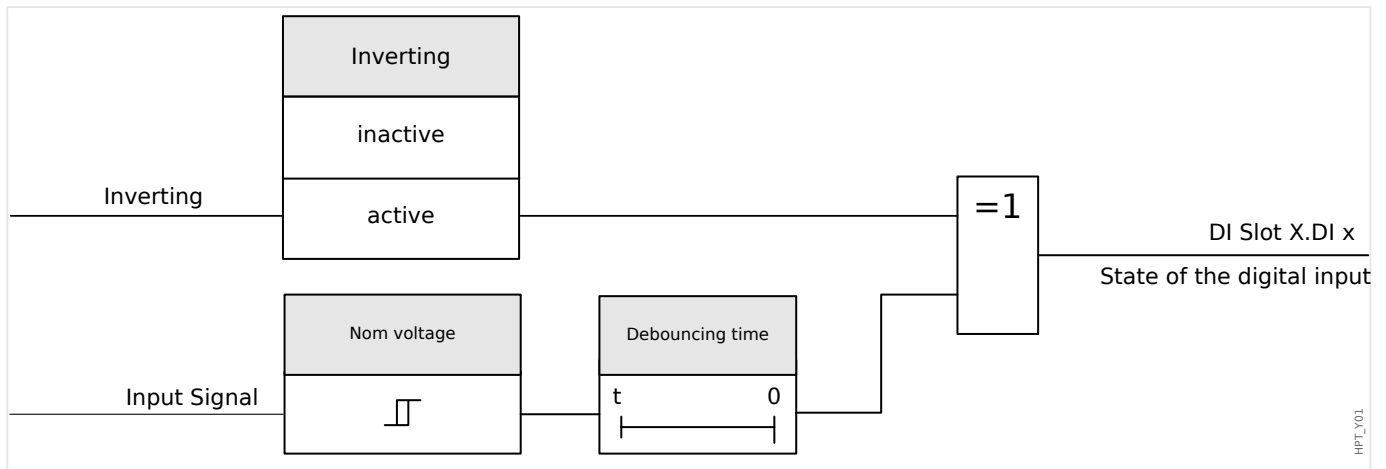 Inverting
inactive
active
Inverting
=1
DI Slot X.DI x
State of the digital input
Nom voltage
Debouncing time
t 0
Input Signal
HPT_Y01